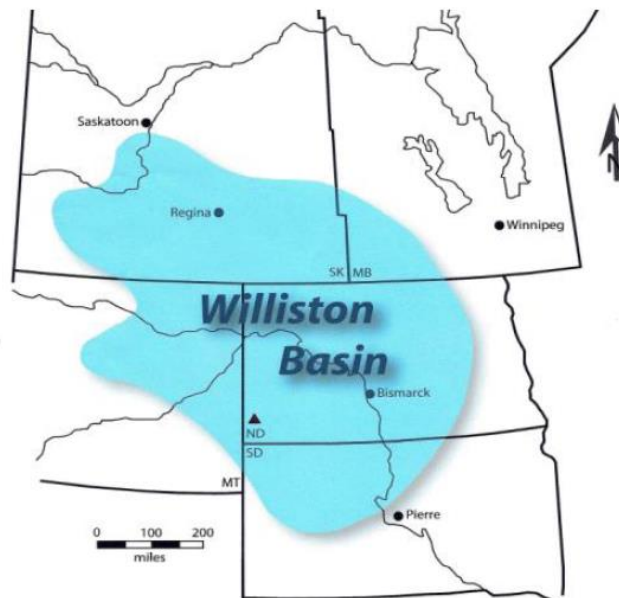 Saskatoon
Regina
Winnipeg
SK MB
Williston
Basin
Bismarck
ND
SD
MT
Pierre
0 100 200
miles
N